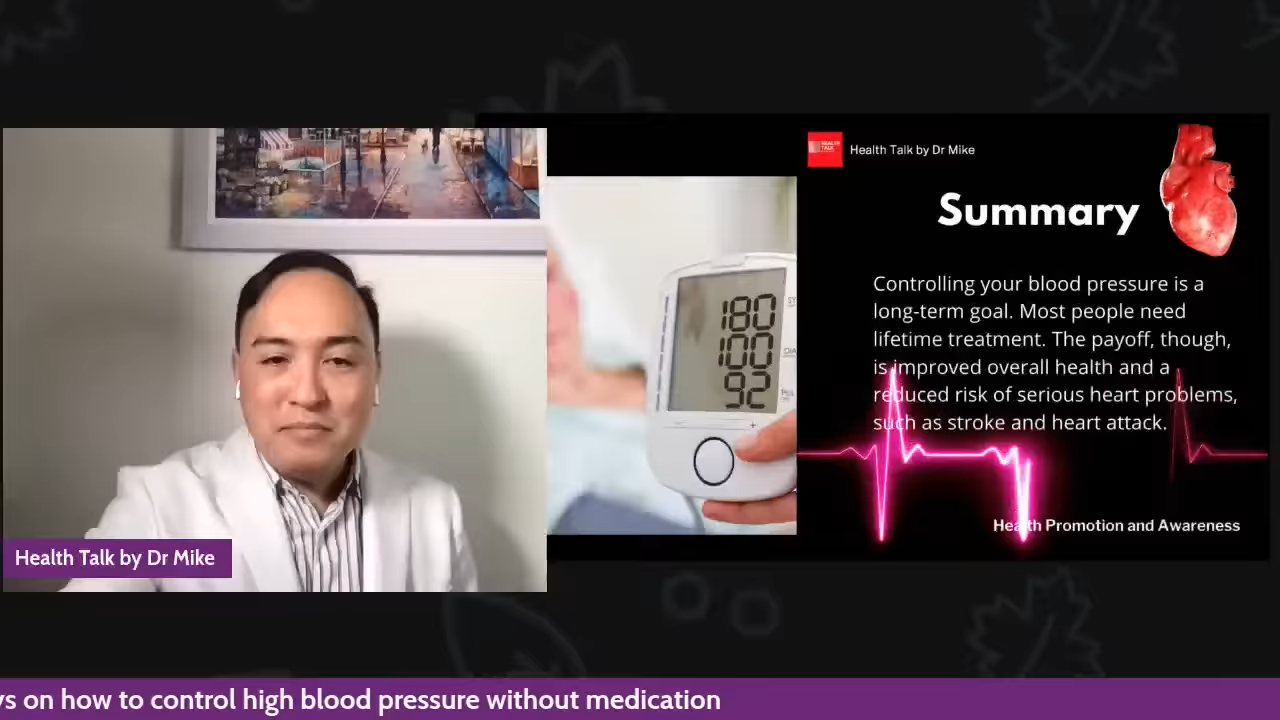 Health Talk by Dr Mike
HEALTH
TALK
Health Talk by Dr Mike
Summary
Controlling your blood pressure is a
long-term goal. Most people need
lifetime treatment. The payoff, though,
is improved overall health and a
reduced risk of serious heart problems,
such as stroke and heart attack.
180
100
92
Health Promotion and Awareness
on how to control high blood pressure without medication